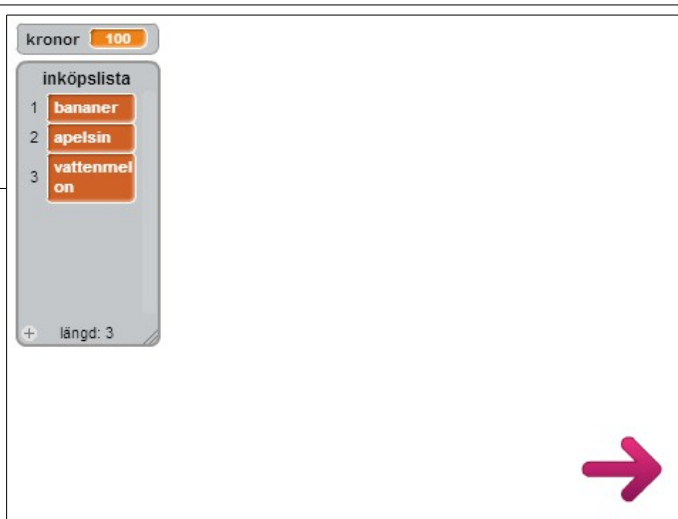 kronor 100
inköpslista
1 bananer
2 apelsin
3 vattenmel
on
+ längd: 3